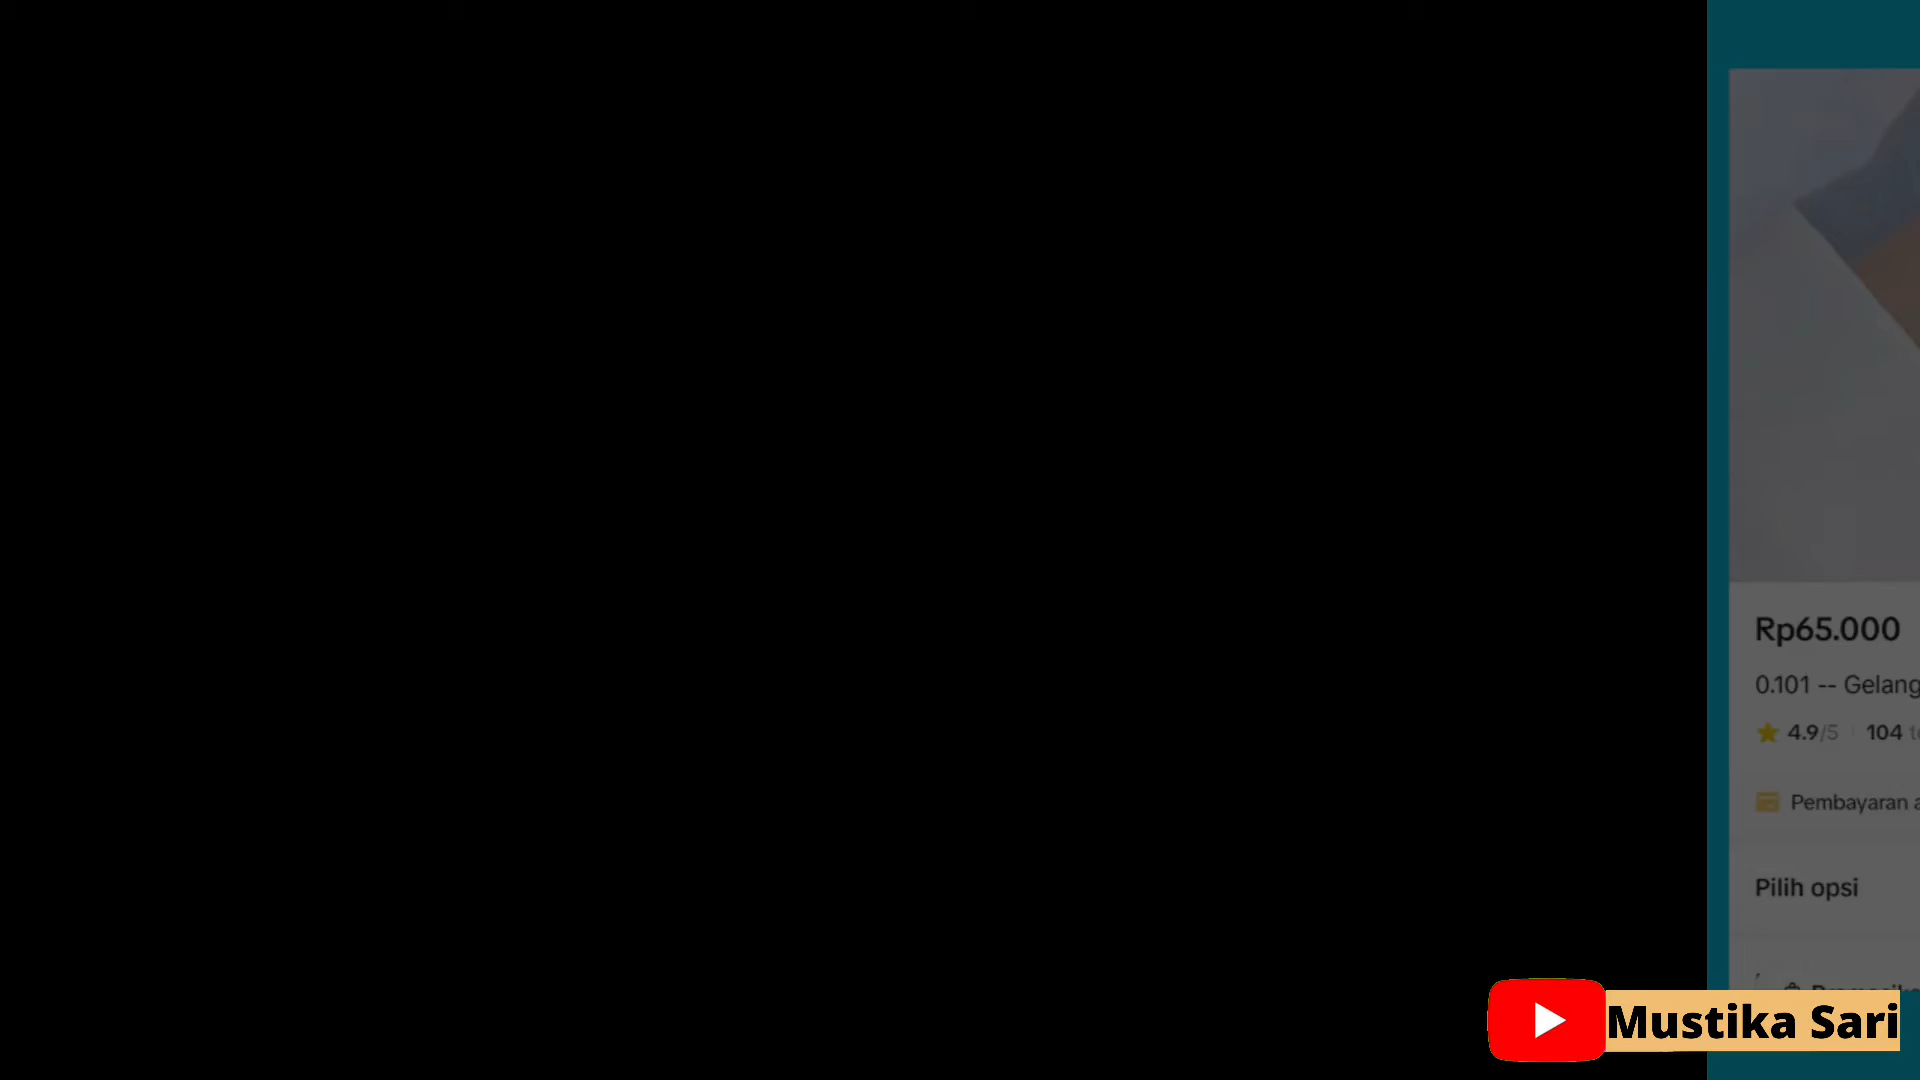 Rp65.000
0.101 -- Gelang
★ 4.9/5 104
Pembayaran
Pilih opsi
Mustika Sari